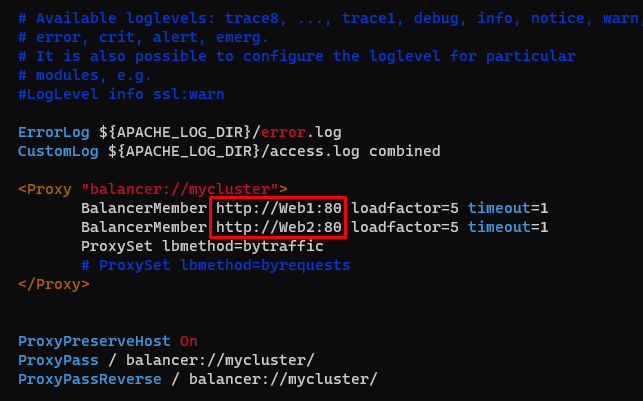 # Available loglevels: trace8, ..., trace1, debug, info, notice, warn,
# error, crit, alert, emerg.
# It is also possible to configure the loglevel for particular
# modules, e.g.
#LogLevel info ssl:warn
ErrorLog ${APACHE_LOG_DIR}/error.log
CustomLog ${APACHE_LOG_DIR}/access.log combined
<Proxy "balancer://mycluster">
BalancerMember http://Web1:80 loadfactor=5 timeout=1
BalancerMember http://Web2:80 loadfactor=5 timeout=1
ProxySet lbmethod=bytraffic
# ProxySet lbmethod=byrequests
</Proxy>
ProxyPreserveHost On
ProxyPass / balancer://mycluster/
ProxyPassReverse / balancer://mycluster/